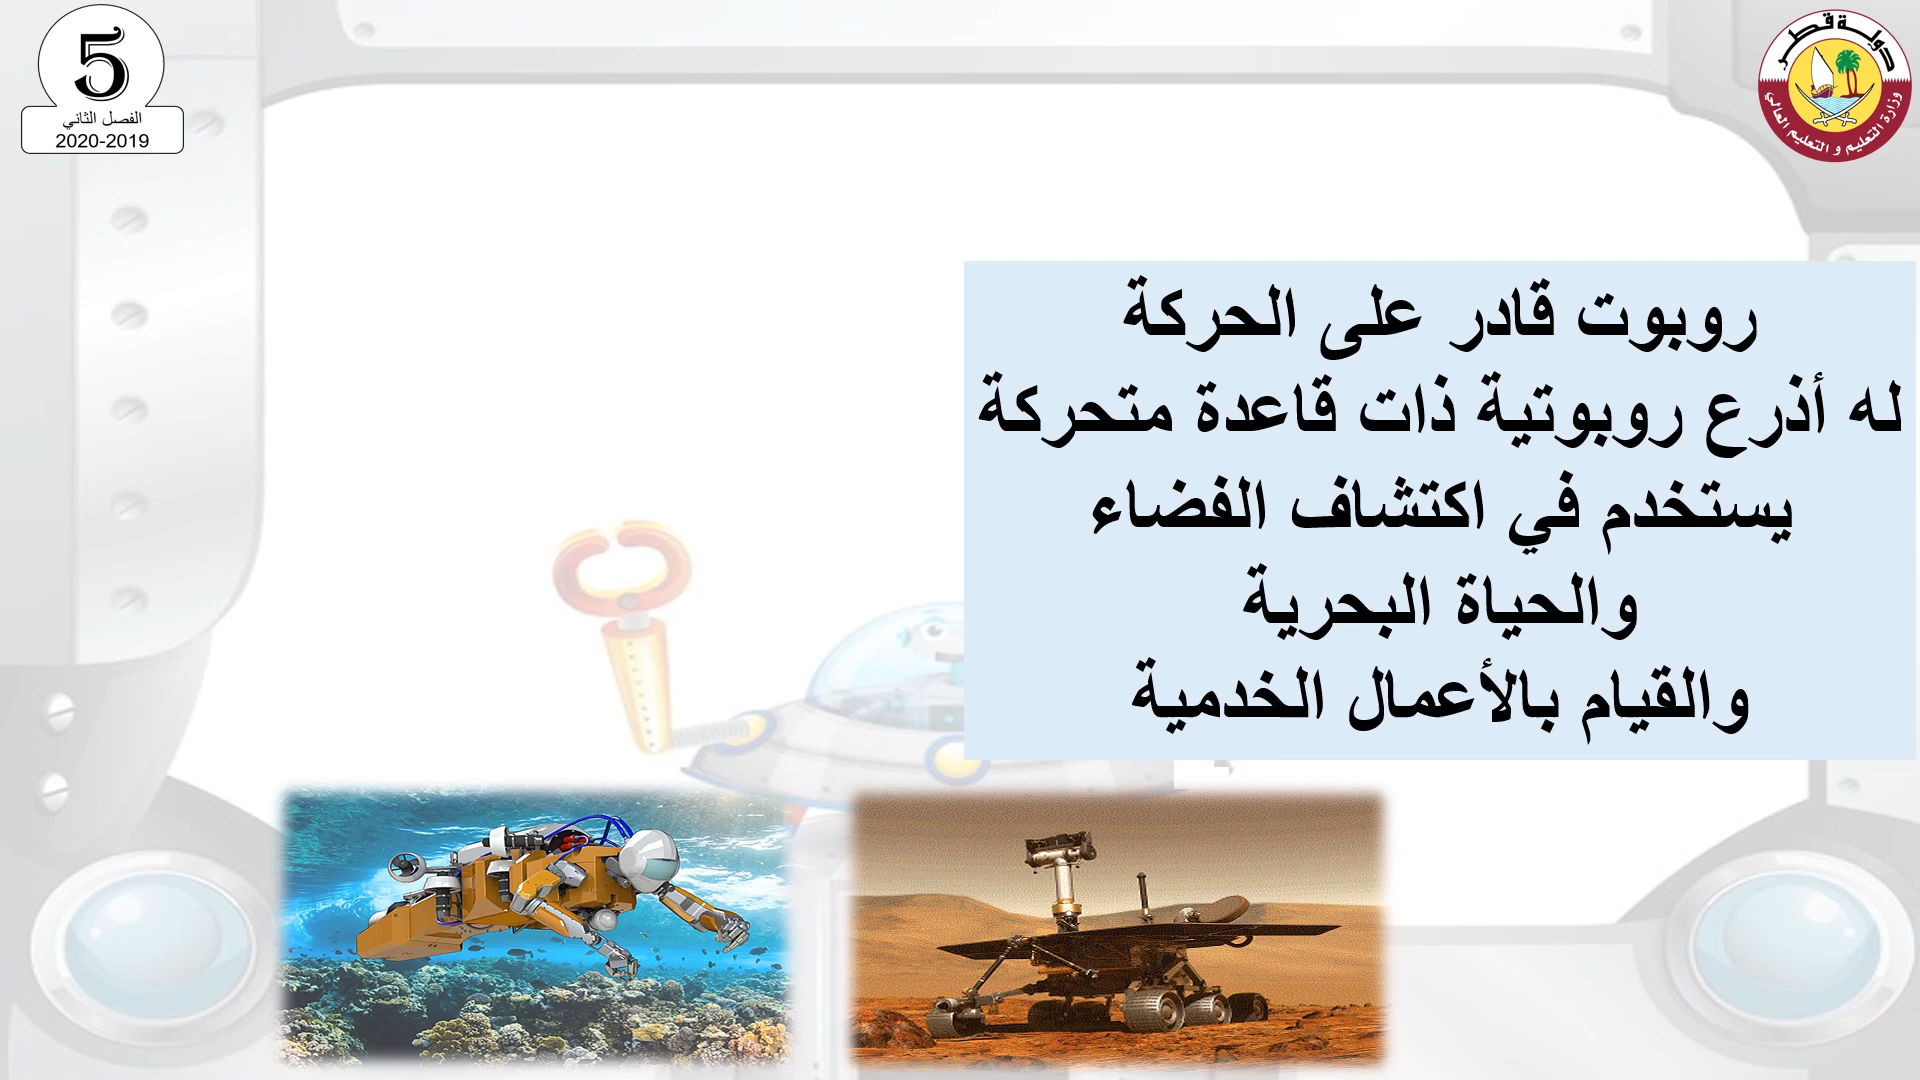 5
الفصل الثاني
2020-2019
دولة قطر
وزارة التعليم و التعليم العالي
روبوت قادر على الحركة
له أذرع روبوتية ذات قاعدة متحركة
يستخدم في اكتشاف الفضاء
والحياة البحرية
والقيام بالأعمال الخدمية